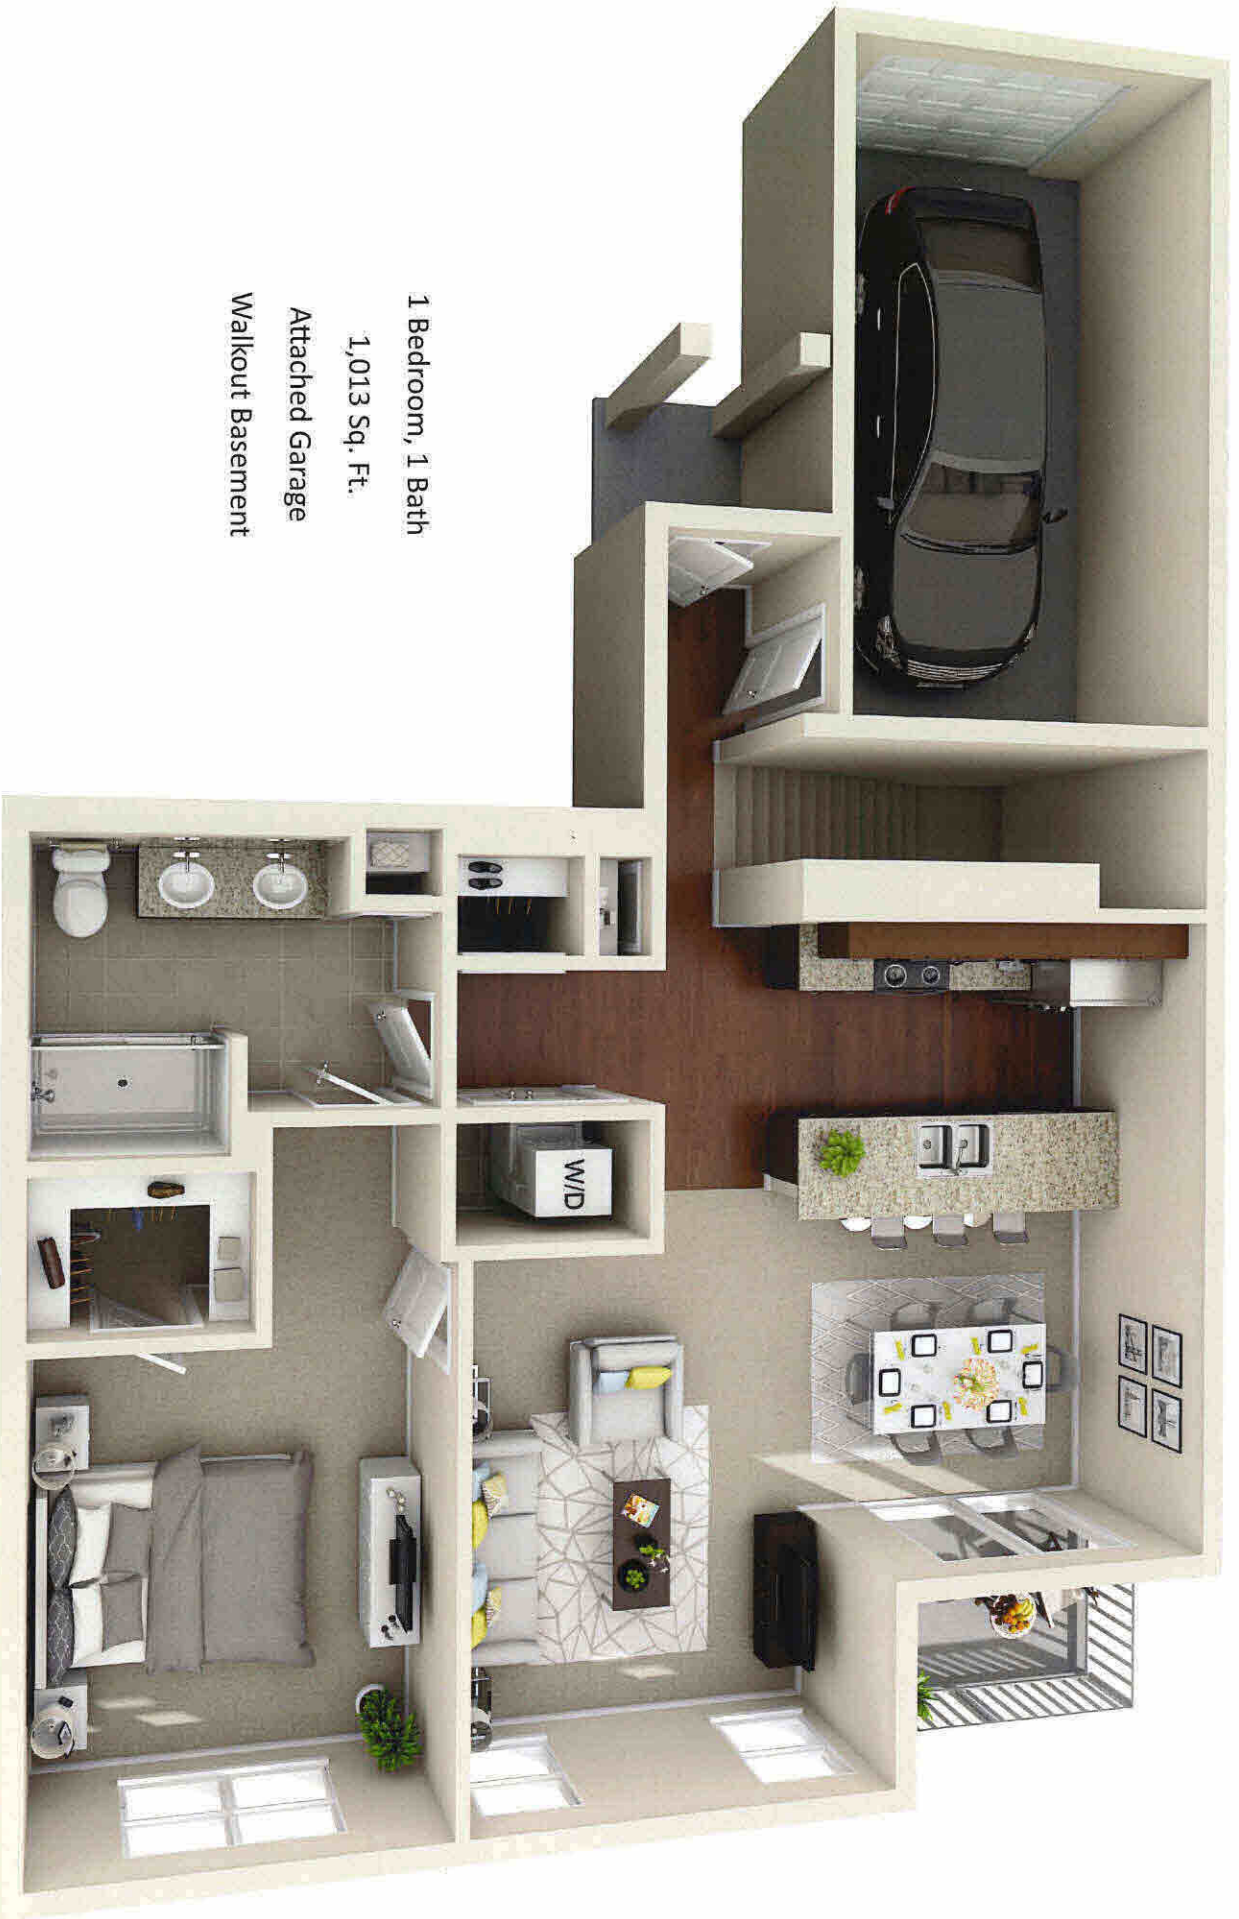 1 Bedroom, 1 Bath
1,013 Sq. Ft.
Attached Garage
Walkout Basement
W/D